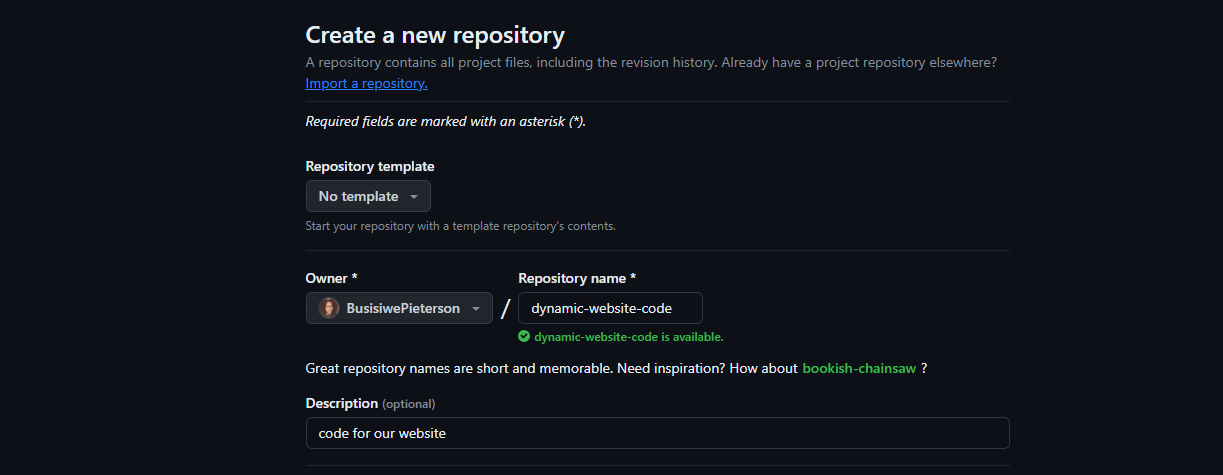 Create a new repository
A repository contains all project files, including the revision history. Already have a project repository elsewhere?
Import a repository.
Required fields are marked with an asterisk (*).
Repository template
No template
Start your repository with a template repository's contents.
Owner *
Repository name *
BusisiwePieterson / dynamic-website-code
dynamic-website-code is available.
Great repository names are short and memorable. Need inspiration? How about bookish-chainsaw ?
Description (optional)
code for our website